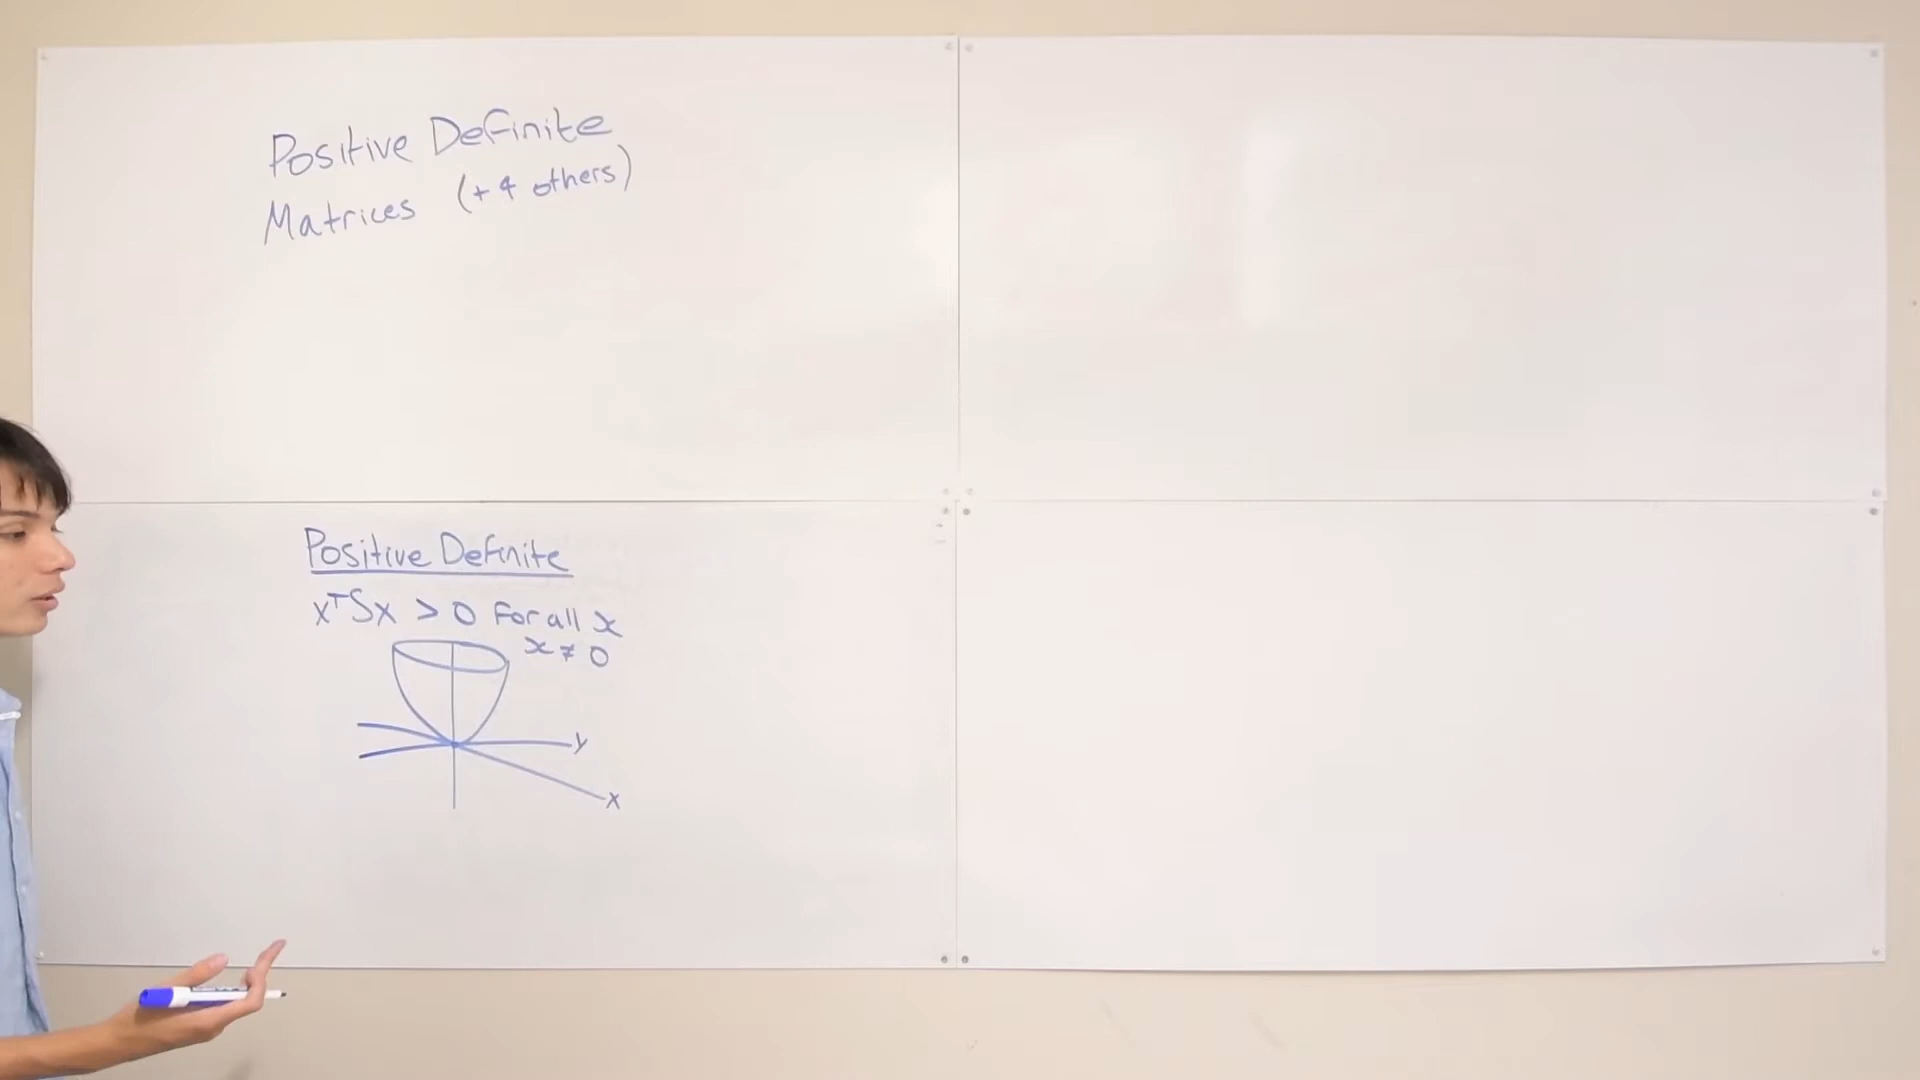 Positive Definite
Matrices (+ 4 others)
Positive Definite
xᵀSx > 0 For all x
x ≠ 0
y
x